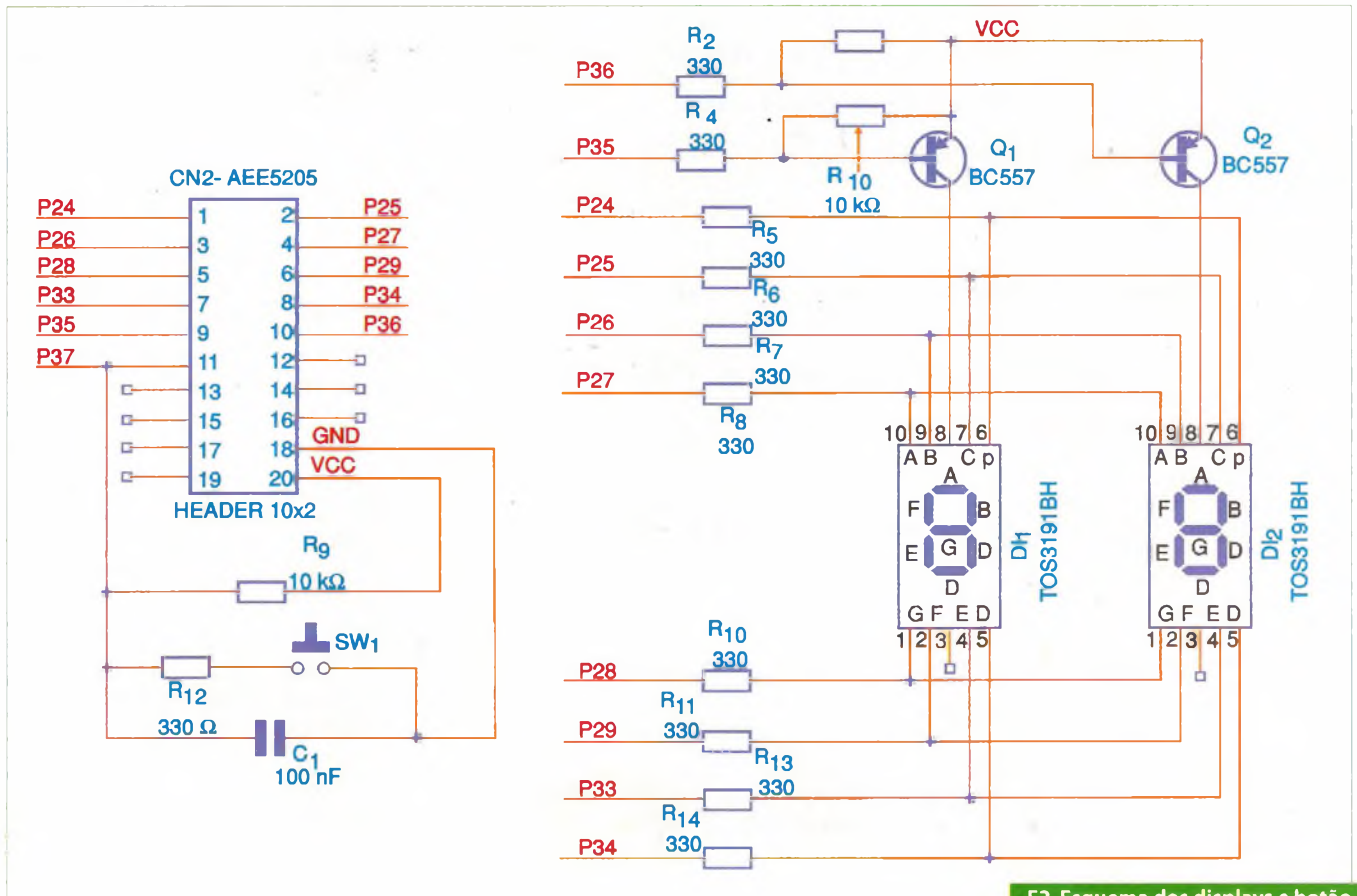 CN2- AEE5205
P24
1
2
P25
P26
3
4
P27
P28
5
6
P29
P33
7
8
P34
P35
9
10
P36
P37
11
12
13
14
15
16
17
18
GND
19
20
VCC
HEADER 10x2
R9
10 kΩ
SW1
R12
330 Ω
C1
100 nF
VCC
R2
330
P36
R4
330
P35
R10
10 kΩ
Q1
BC557
Q2
BC557
P24
R5
330
P25
R6
330
P26
R7
330
P27
R8
330
10 9 8 7 6
A B C p
A
F B
E G D
D
G F E D
1 2 3 4 5
DI1
TOS3191BH
10 9 8 7 6
A B C p
A
F B
E G D
D
G F E D
1 2 3 4 5
DI2
TOS3191BH
R10
330
P28
R11
330
P29
R13
330
P33
R14
330
P34
F3. Esquema dos displays e botão